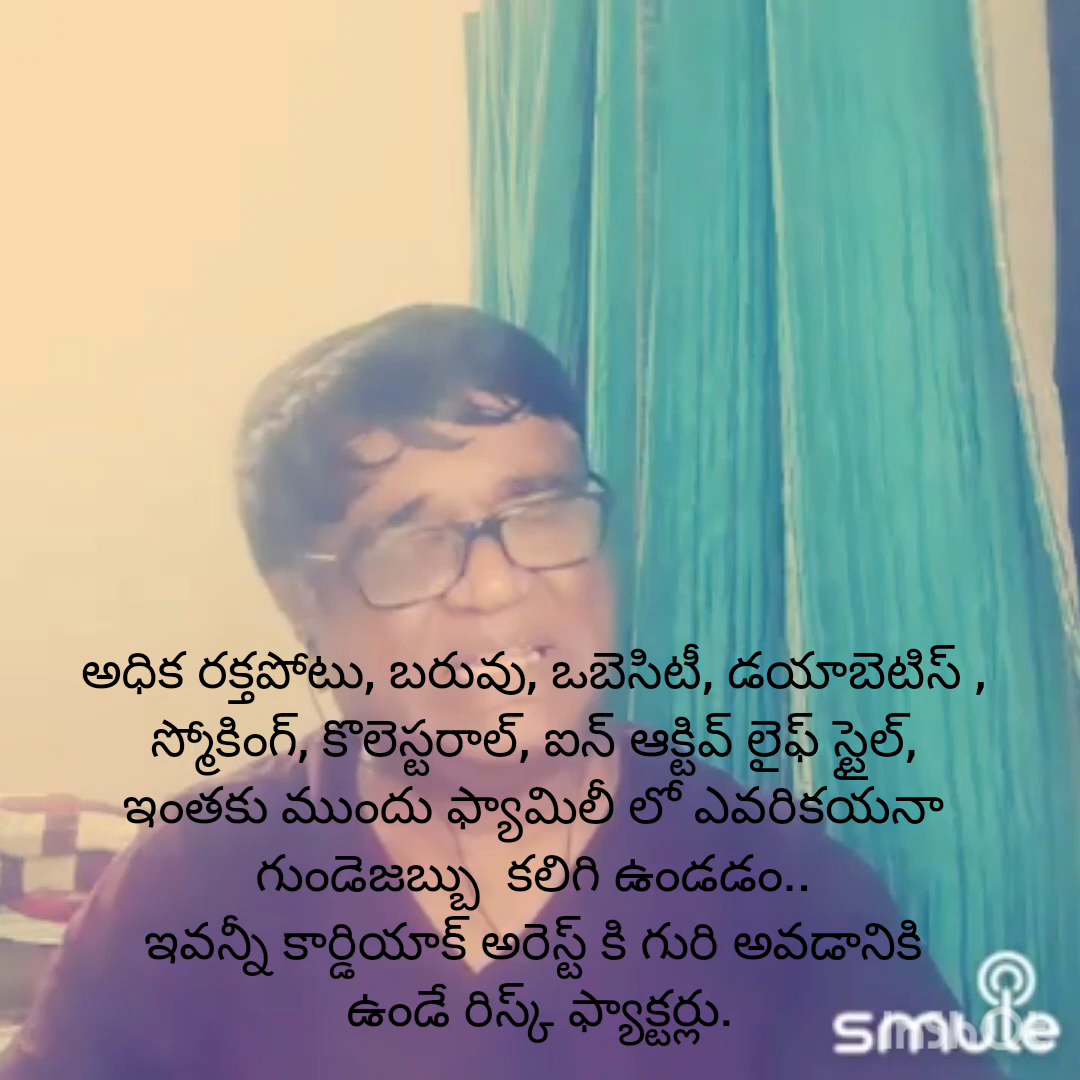 అధిక రక్తపోటు, బరువు, ఒబెసిటీ, డయాబెటిస్ ,
స్మోకింగ్, కొలెస్టరాల్, ఐన్ ఆక్టివ్ లైఫ్ స్టైల్,
ఇంతకు ముందు ఫ్యామిలీ లో ఎవరికయనా
గుండెజబ్బు  కలిగి ఉండడం..
ఇవన్నీ కార్డియాక్ అరెస్ట్ కి గురి అవడానికి
ఉండే రిస్క్ ఫ్యాక్టర్లు.
smule